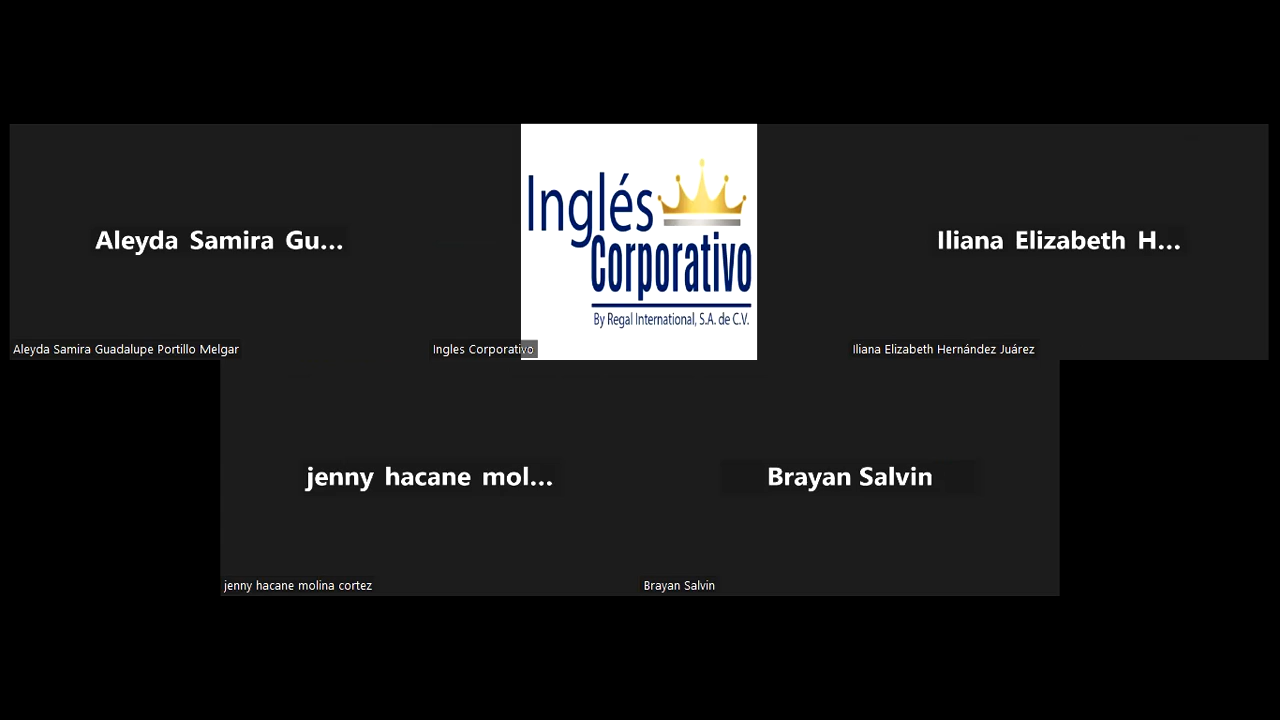 Aleyda Samira Gu...
Inglés
Corporativo
By Regal International, S.A. de C.V.
Iliana Elizabeth H...
Aleyda Samira Guadalupe Portillo Melgar
Ingles Corporativo
Iliana Elizabeth Hernández Juárez
jenny hacane mol...
Brayan Salvin
jenny hacane molina cortez
Brayan Salvin